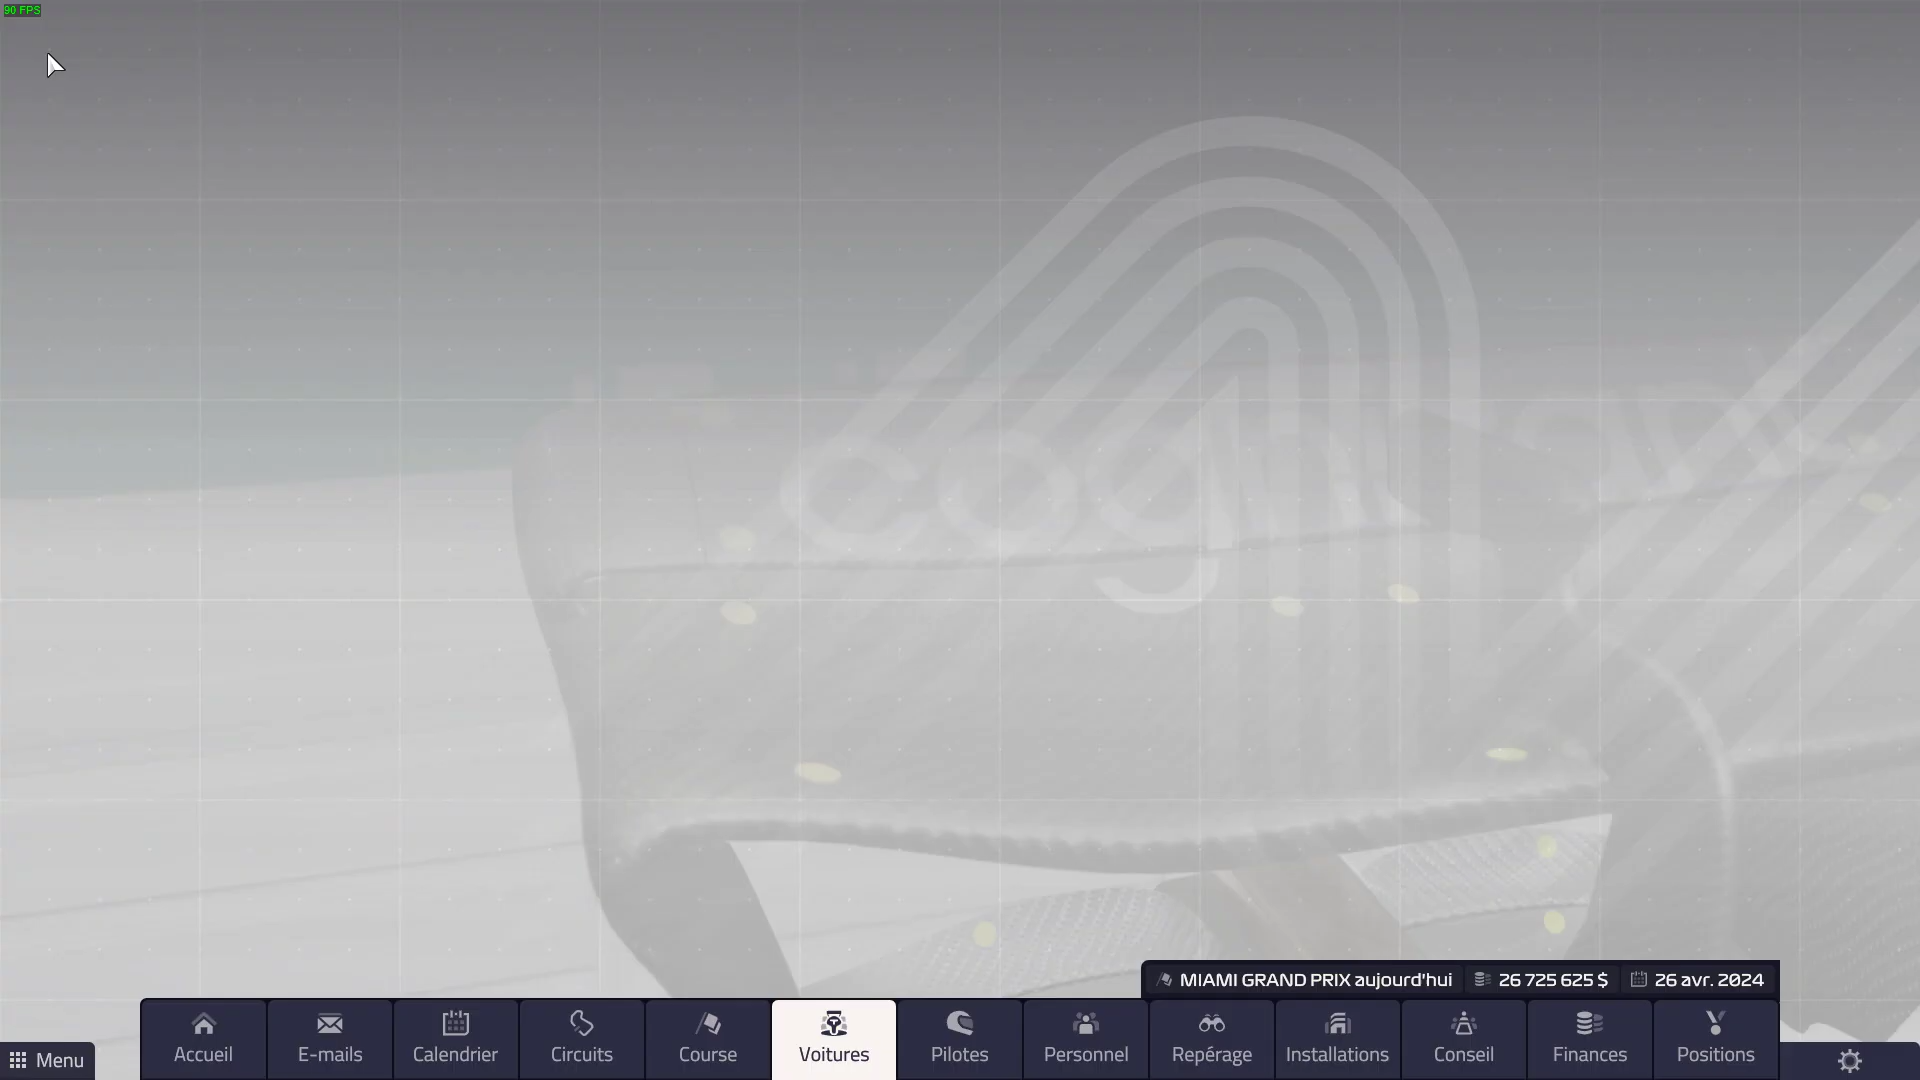 90 FPS
cogn
MIAMI GRAND PRIX aujourd'hui 26 725 625 $ 26 avr. 2024
Menu Accueil E-mails Calendrier Circuits Course Voitures Pilotes Personnel Repérage Installations Conseil Finances Positions